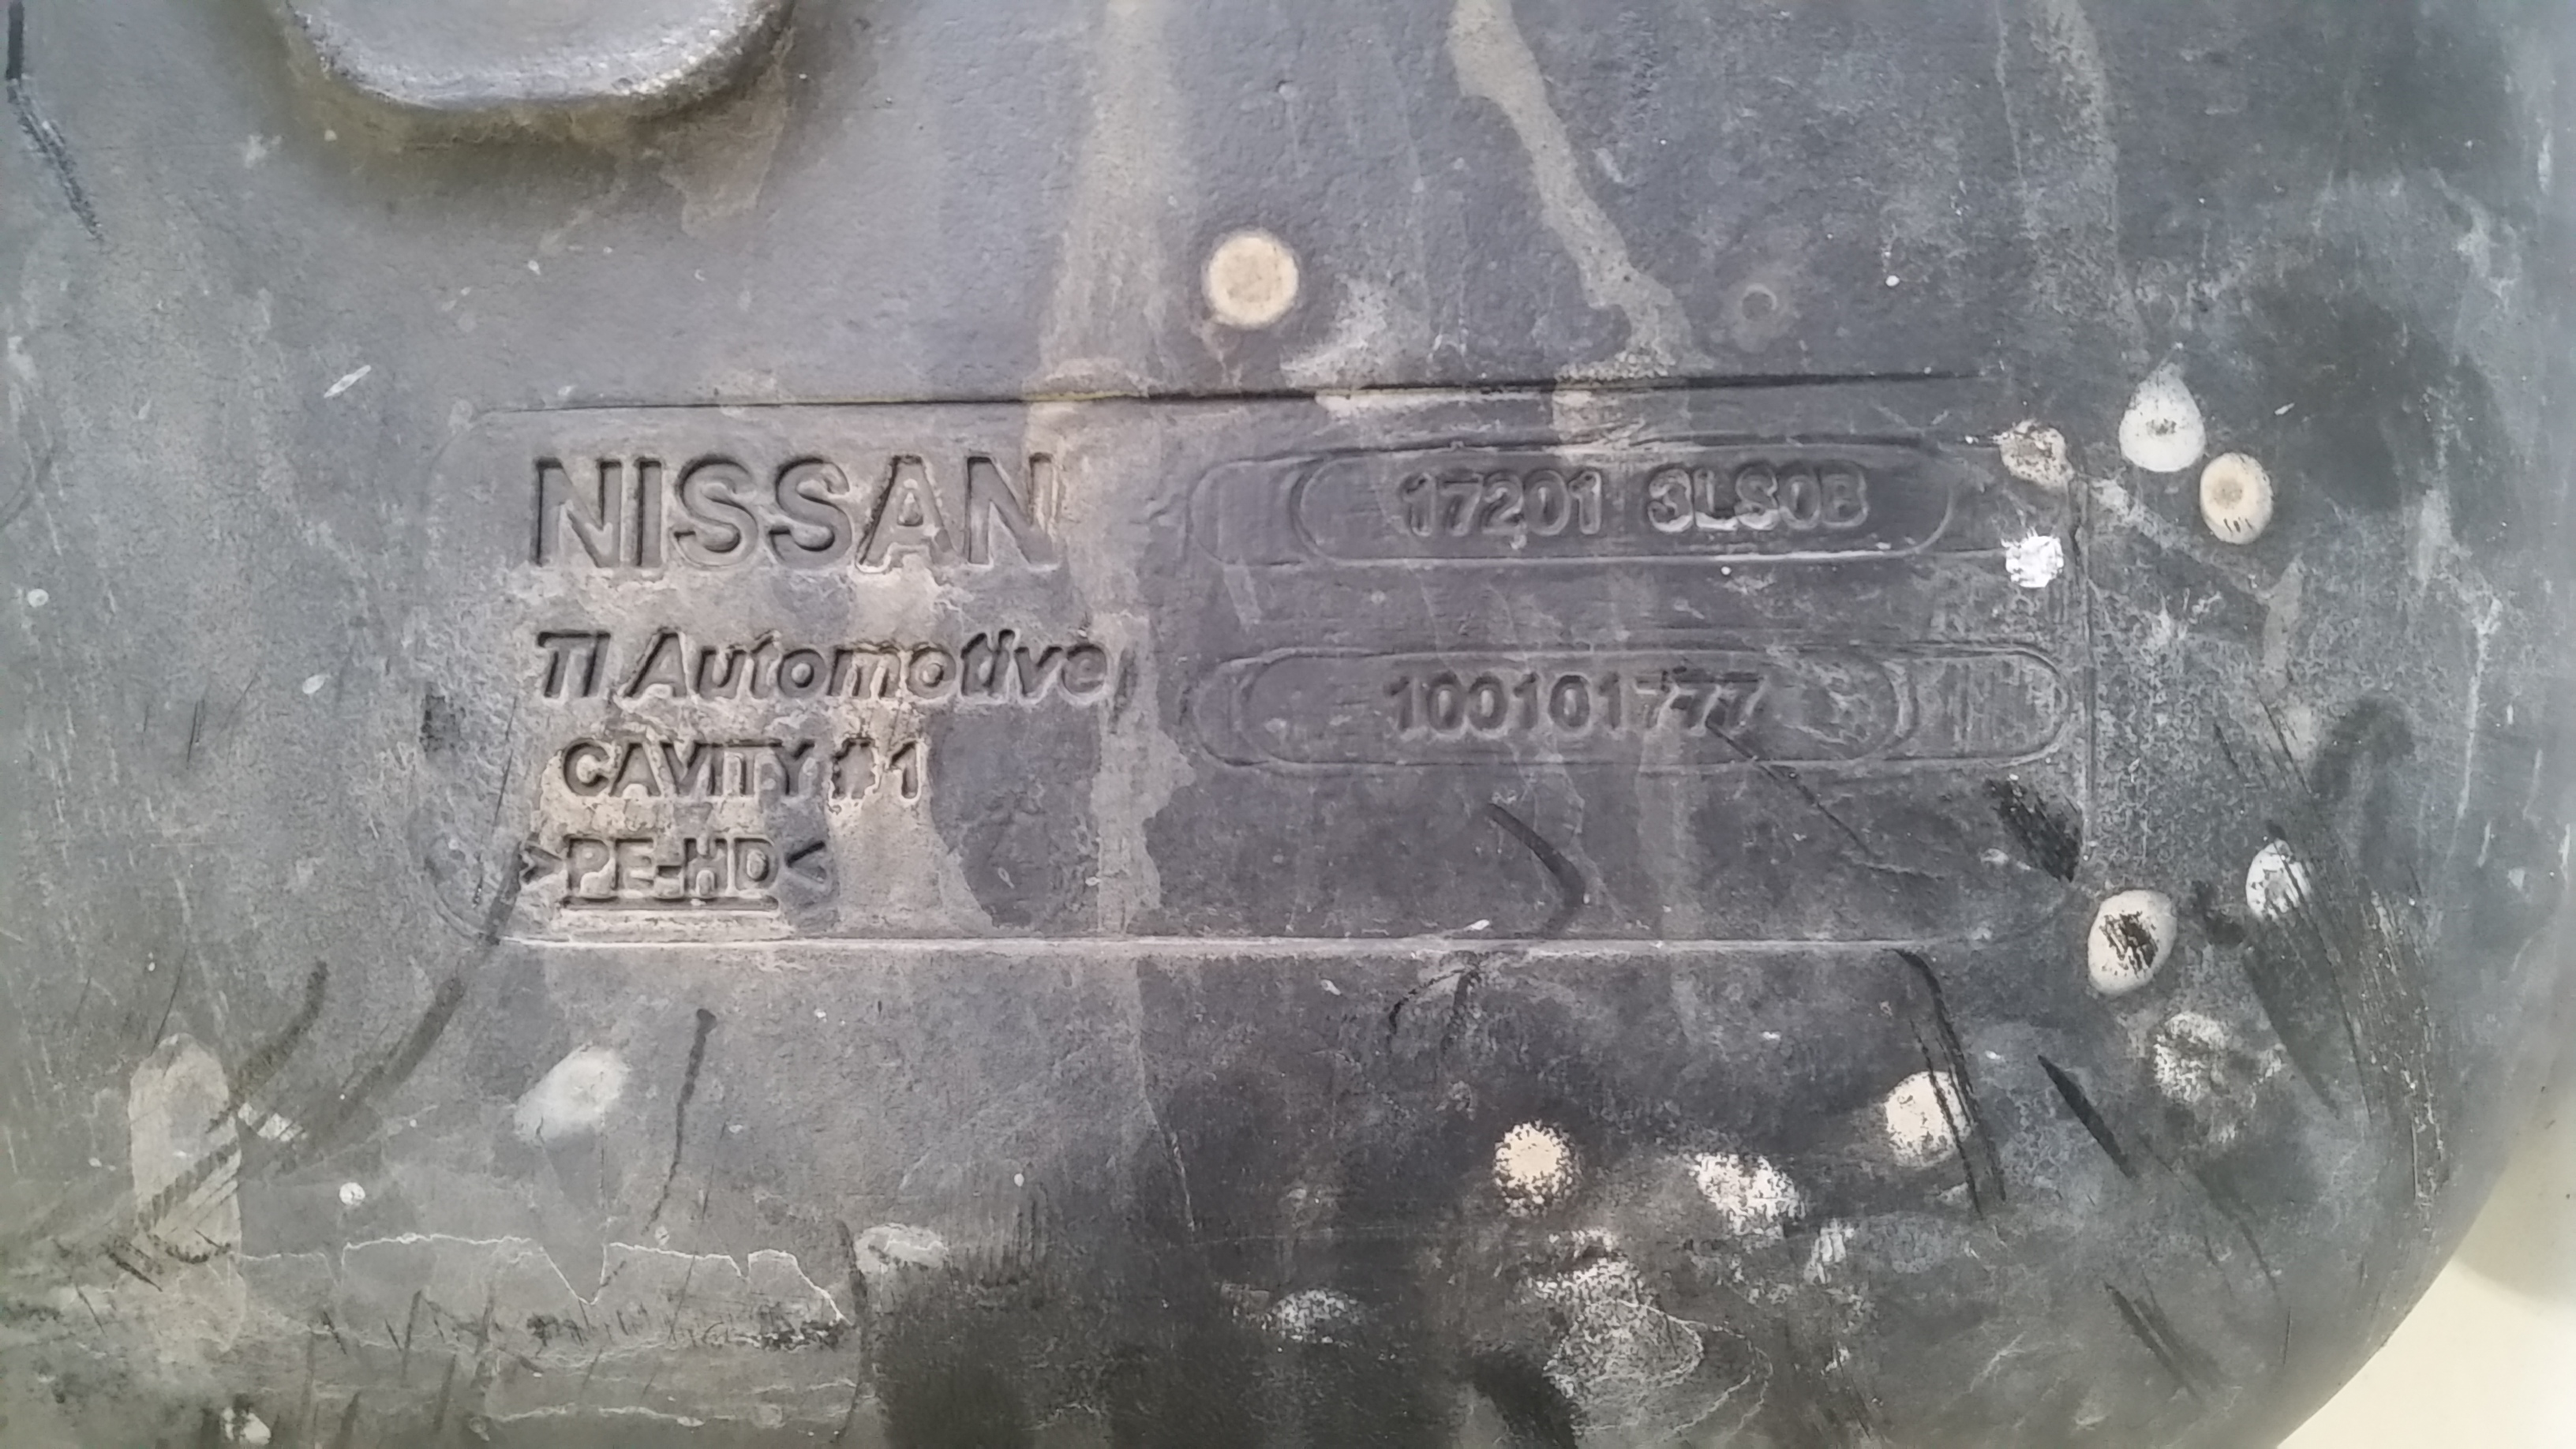 NISSAN
17201 3LS0B
TI Automotive
100101777
CAVITY #1
>PE-HD<